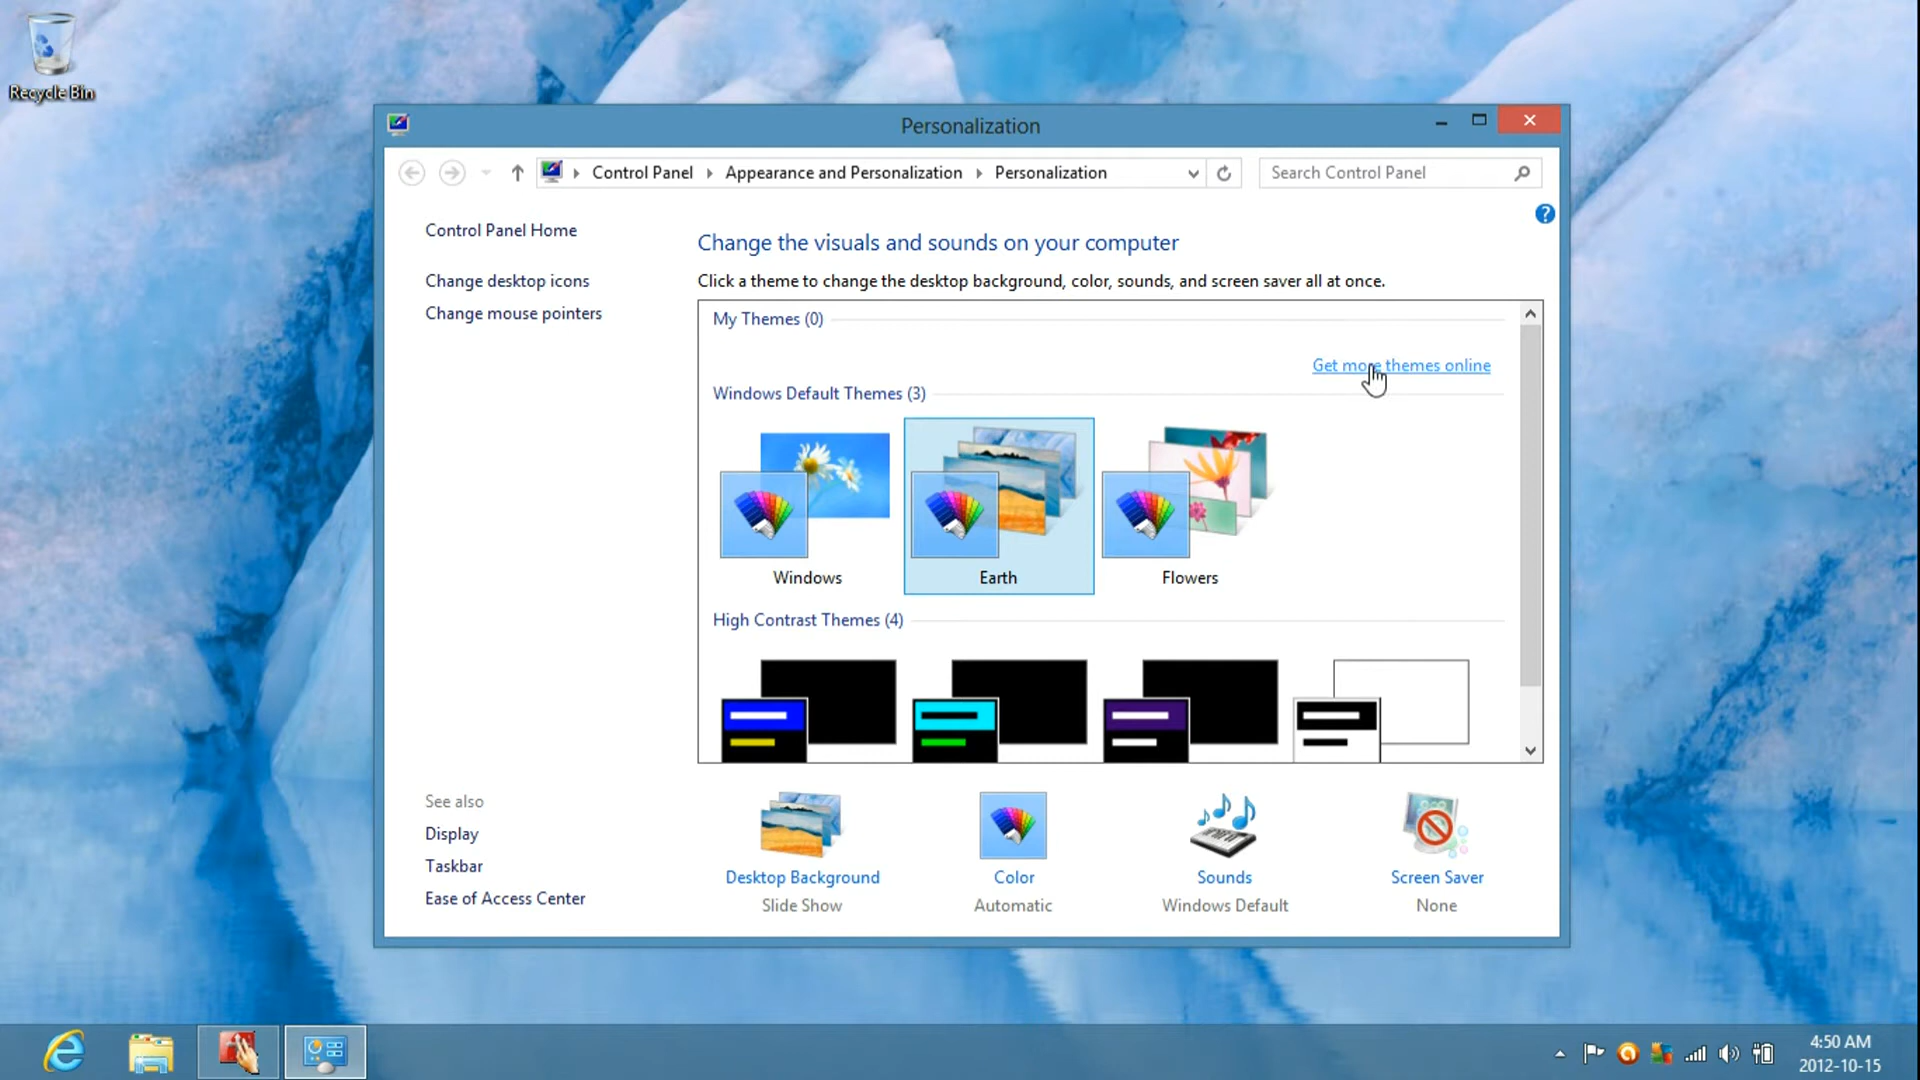 Recycle Bin
Personalization
Control Panel
Appearance and Personalization
Personalization
Search Control Panel
?
Control Panel Home
Change desktop icons
Change mouse pointers
Change the visuals and sounds on your computer
Click a theme to change the desktop background, color, sounds, and screen saver all at once.
My Themes (0)
Get more themes online
Windows Default Themes (3)
Windows
Earth
Flowers
High Contrast Themes (4)
See also
Display
Taskbar
Ease of Access Center
Desktop Background
Slide Show
Color
Automatic
Sounds
Windows Default
Screen Saver
None
4:50 AM
2012-10-15